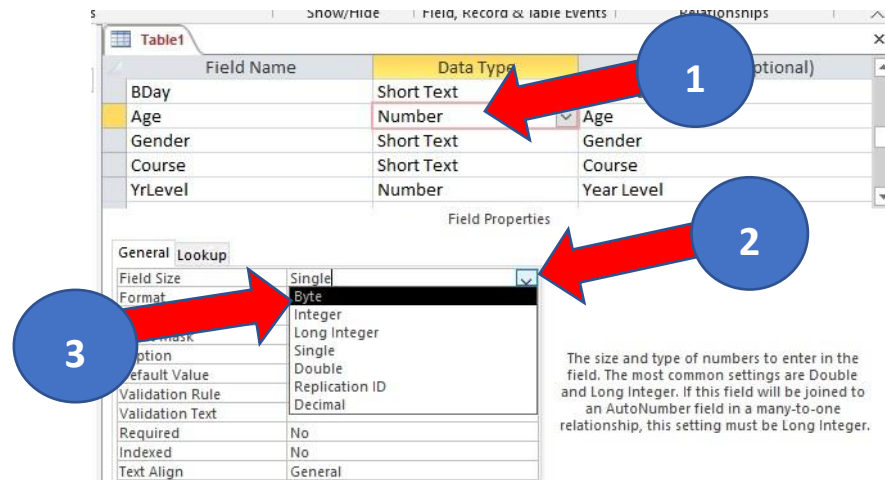 Show/Hide Field, Record & Table Events Relationships
Table1
Field Name Data Type ptional)
BDay Short Text
1
Age Number Age
Gender Short Text Gender
Course Short Text Course
YrLevel Number Year Level
Field Properties
2
General Lookup
Field Size Single
Format Byte
Integer
Long Integer
3
Single
Default Value Double
Validation Rule Replication ID
Validation Text Decimal
Required No
Indexed No
Text Align General
The size and type of numbers to enter in the
field. The most common settings are Double
and Long Integer. If this field will be joined to
an AutoNumber field in a many-to-one
relationship, this setting must be Long Integer.